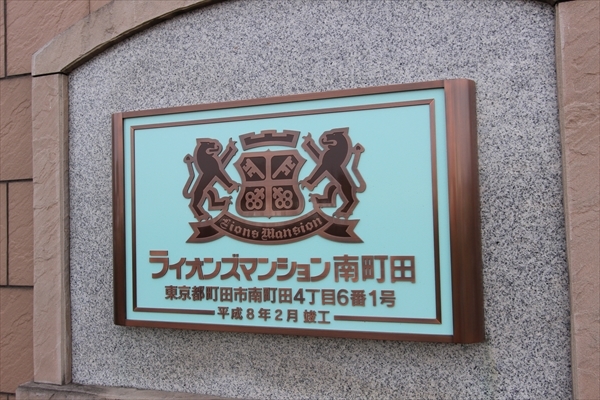 Lions Mansion
ライオンズマンション南町田
東京都町田市南町田4丁目6番1号
平成8年2月 竣工